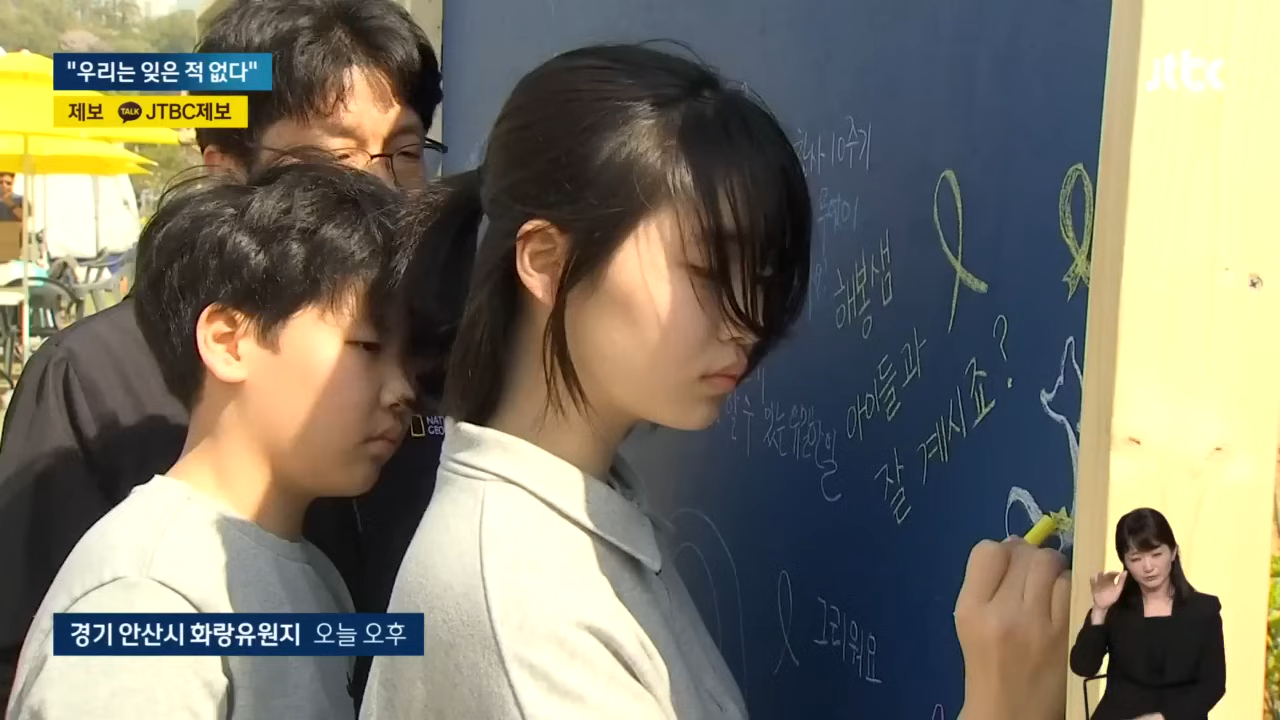 "우리는 잊은 적 없다"
jtbc
제보 TALK JTBC제보
10주기
해봉샘
아이들과
잘 계시죠?
그리워요
경기 안산시 화랑유원지 오늘 오후